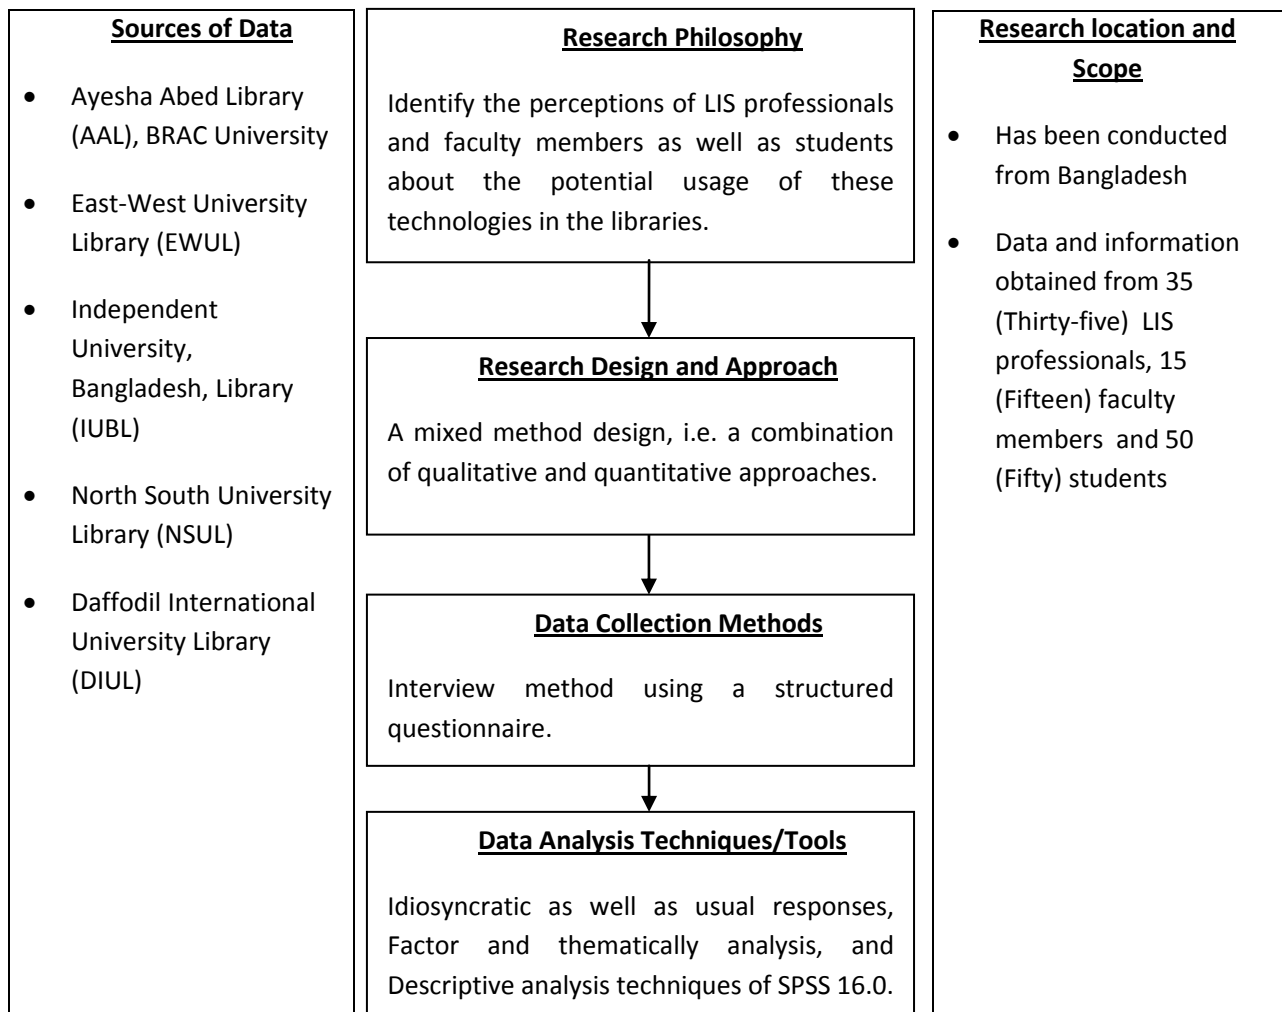 Sources of Data
• Ayesha Abed Library
(AAL), BRAC University
• East-West University
Library (EWUL)
• Independent
University,
Bangladesh, Library
(IUBL)
• North South University
Library (NSUL)
• Daffodil International
University Library
(DIUL)
Research Philosophy
Identify the perceptions of LIS professionals
and faculty members as well as students
about the potential usage of these
technologies in the libraries.
Research Design and Approach
A mixed method design, i.e. a combination
of qualitative and quantitative approaches.
Data Collection Methods
Interview method using a structured
questionnaire.
Data Analysis Techniques/Tools
Idiosyncratic as well as usual responses,
Factor and thematically analysis, and
Descriptive analysis techniques of SPSS 16.0.
Research location and
Scope
• Has been conducted
from Bangladesh
• Data and information
obtained from 35
(Thirty-five) LIS
professionals, 15
(Fifteen) faculty
members and 50
(Fifty) students